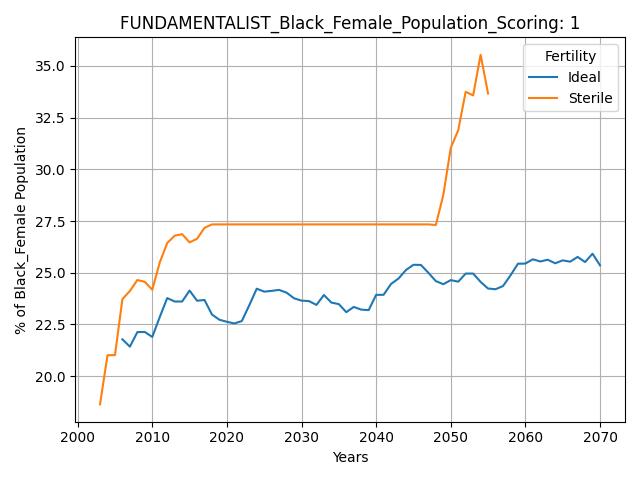 FUNDAMENTALIST_Black_Female_Population_Scoring: 1
Fertility
Ideal
Sterile
% of Black_Female Population
35.0
32.5
30.0
27.5
25.0
22.5
20.0
2000 2010 2020 2030 2040 2050 2060 2070
Years